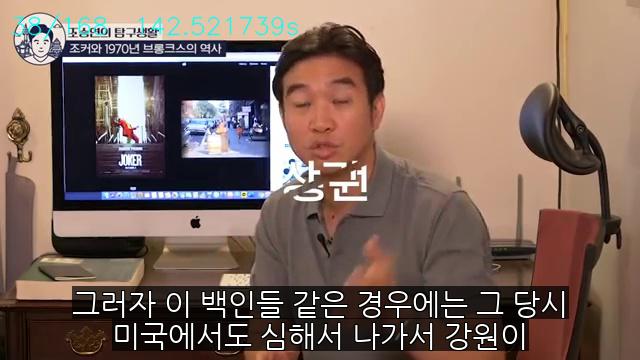 38/168 142.521739s
조승연의 탐구생활
조커와 1970년 브롱크스의 역사
JOKER
상권
그러자 이 백인들 같은 경우에는 그 당시
미국에서도 심해서 나가서 강원이